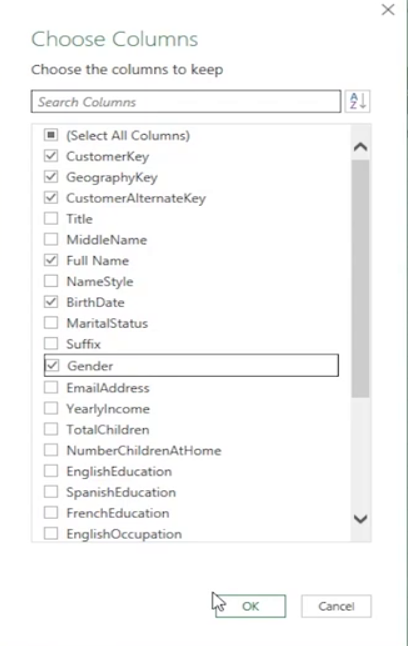 Choose Columns
Choose the columns to keep
Search Columns
(Select All Columns)
CustomerKey
GeographyKey
CustomerAlternateKey
Title
MiddleName
Full Name
NameStyle
BirthDate
MaritalStatus
Suffix
Gender
EmailAddress
YearlyIncome
TotalChildren
NumberChildrenAtHome
EnglishEducation
SpanishEducation
FrenchEducation
EnglishOccupation
OK Cancel